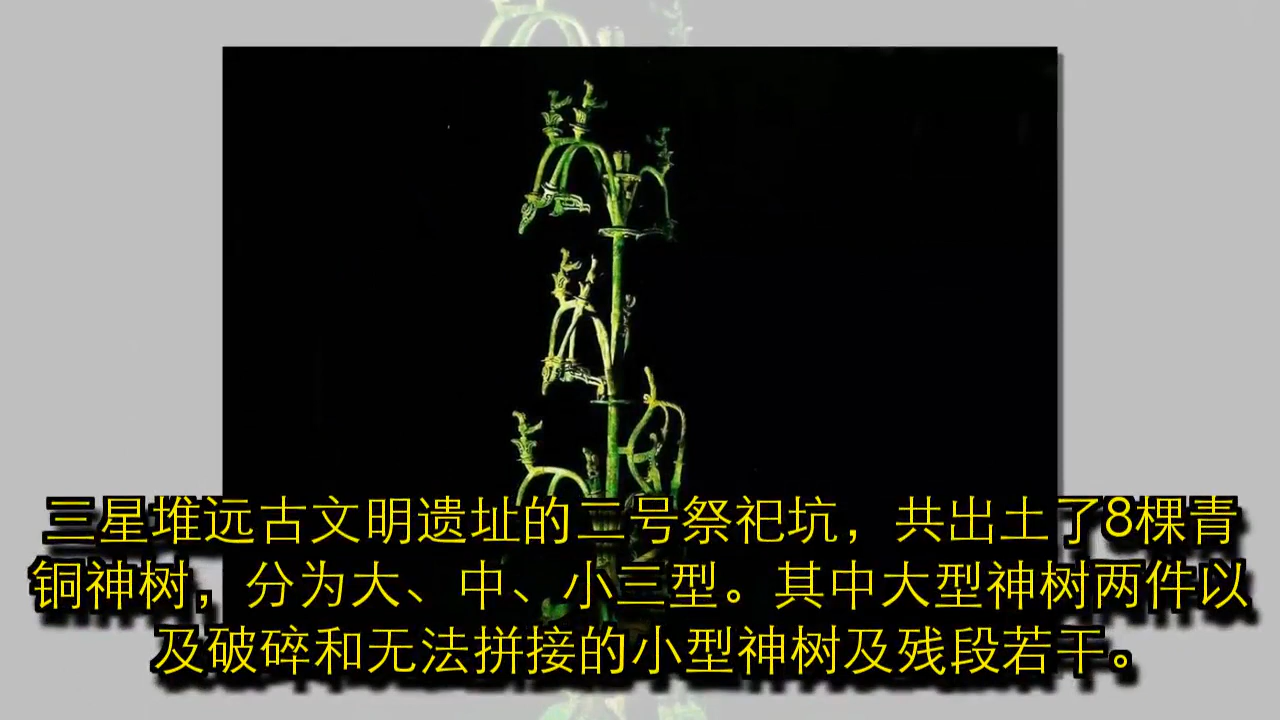 三星堆远古文明遗址的二号祭祀坑，共出土了8棵青
铜神树，分为大、中、小三型。其中大型神树两件以
及破碎和无法拼接的小型神树及残段若干。